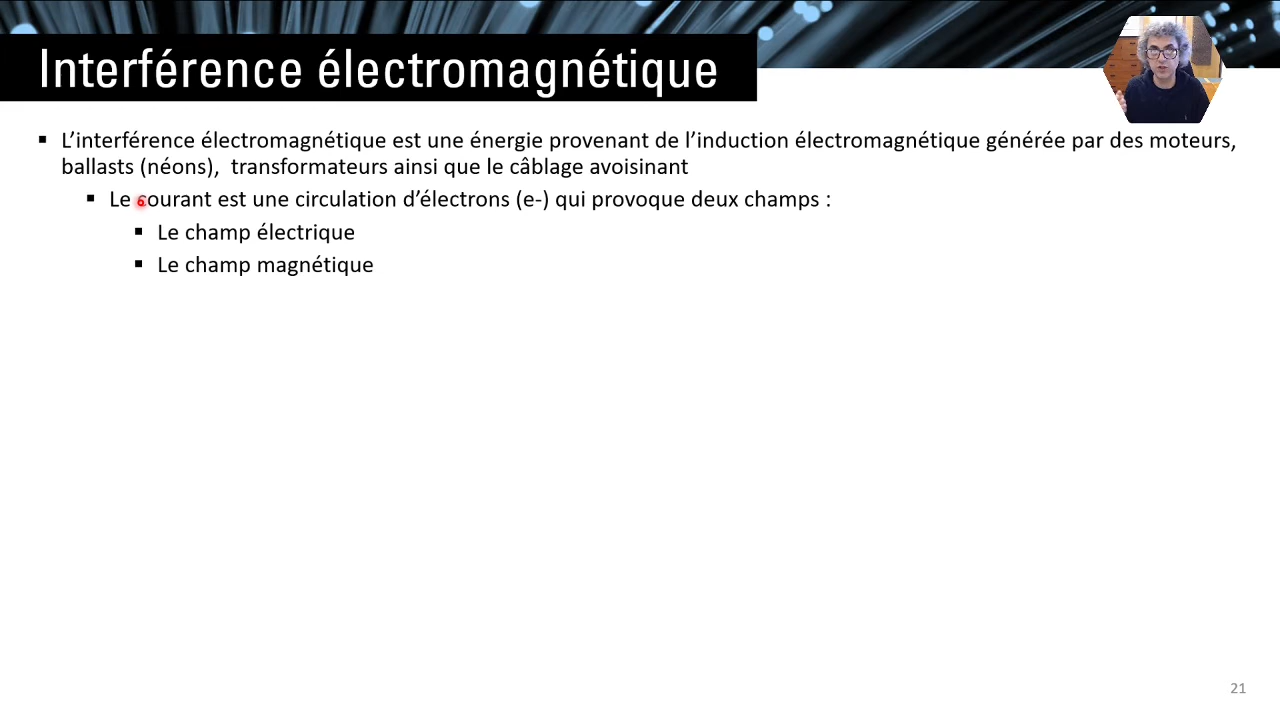 Interférence électromagnétique
▪ L’interférence électromagnétique est une énergie provenant de l’induction électromagnétique générée par des moteurs,
ballasts (néons),  transformateurs ainsi que le câblage avoisinant
▪ Le courant est une circulation d’électrons (e-) qui provoque deux champs :
▪ Le champ électrique
▪ Le champ magnétique
21